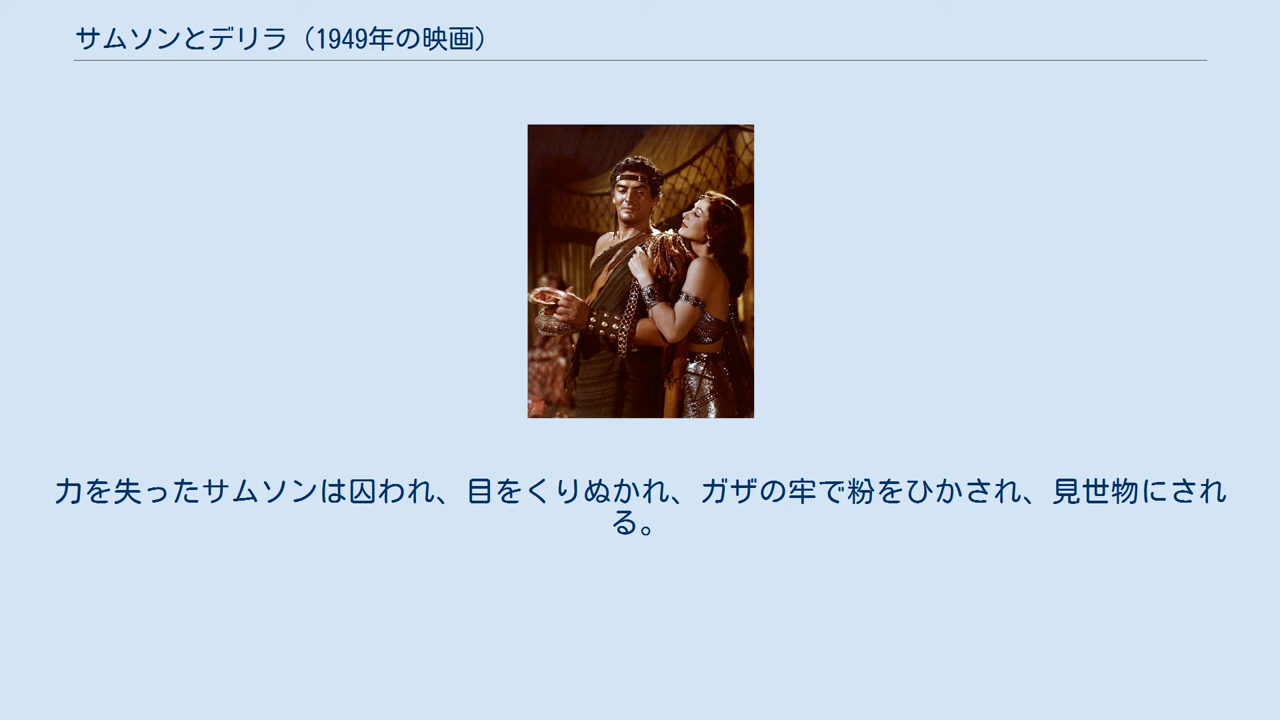 サムソンとデリラ（1949年の映画）
力を失ったサムソンは囚われ、目をくりぬかれ、ガザの牢で粉をひかされ、見世物にされ
る。